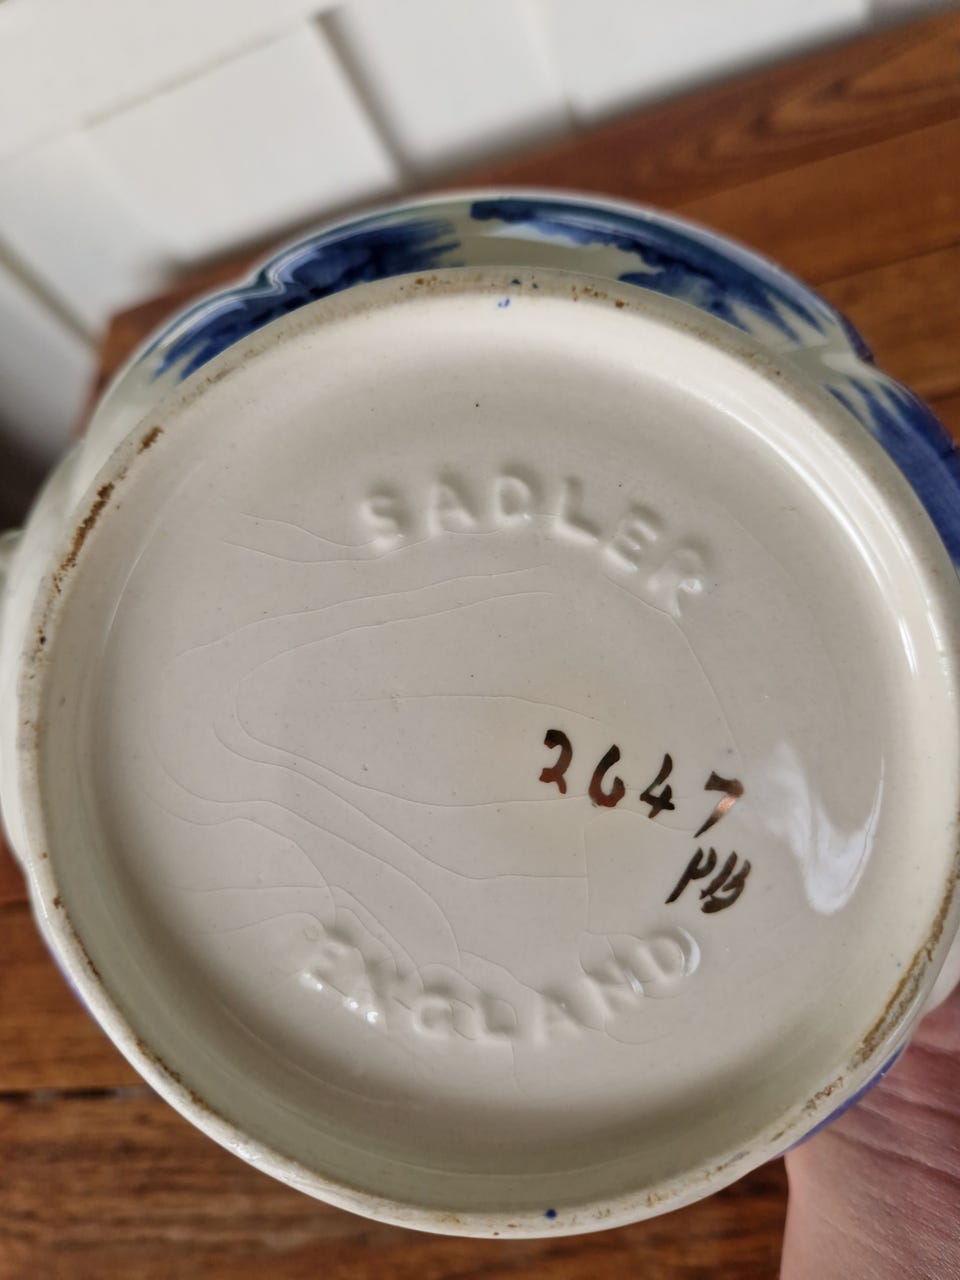 SADLER
2647
PB
ENGLAND